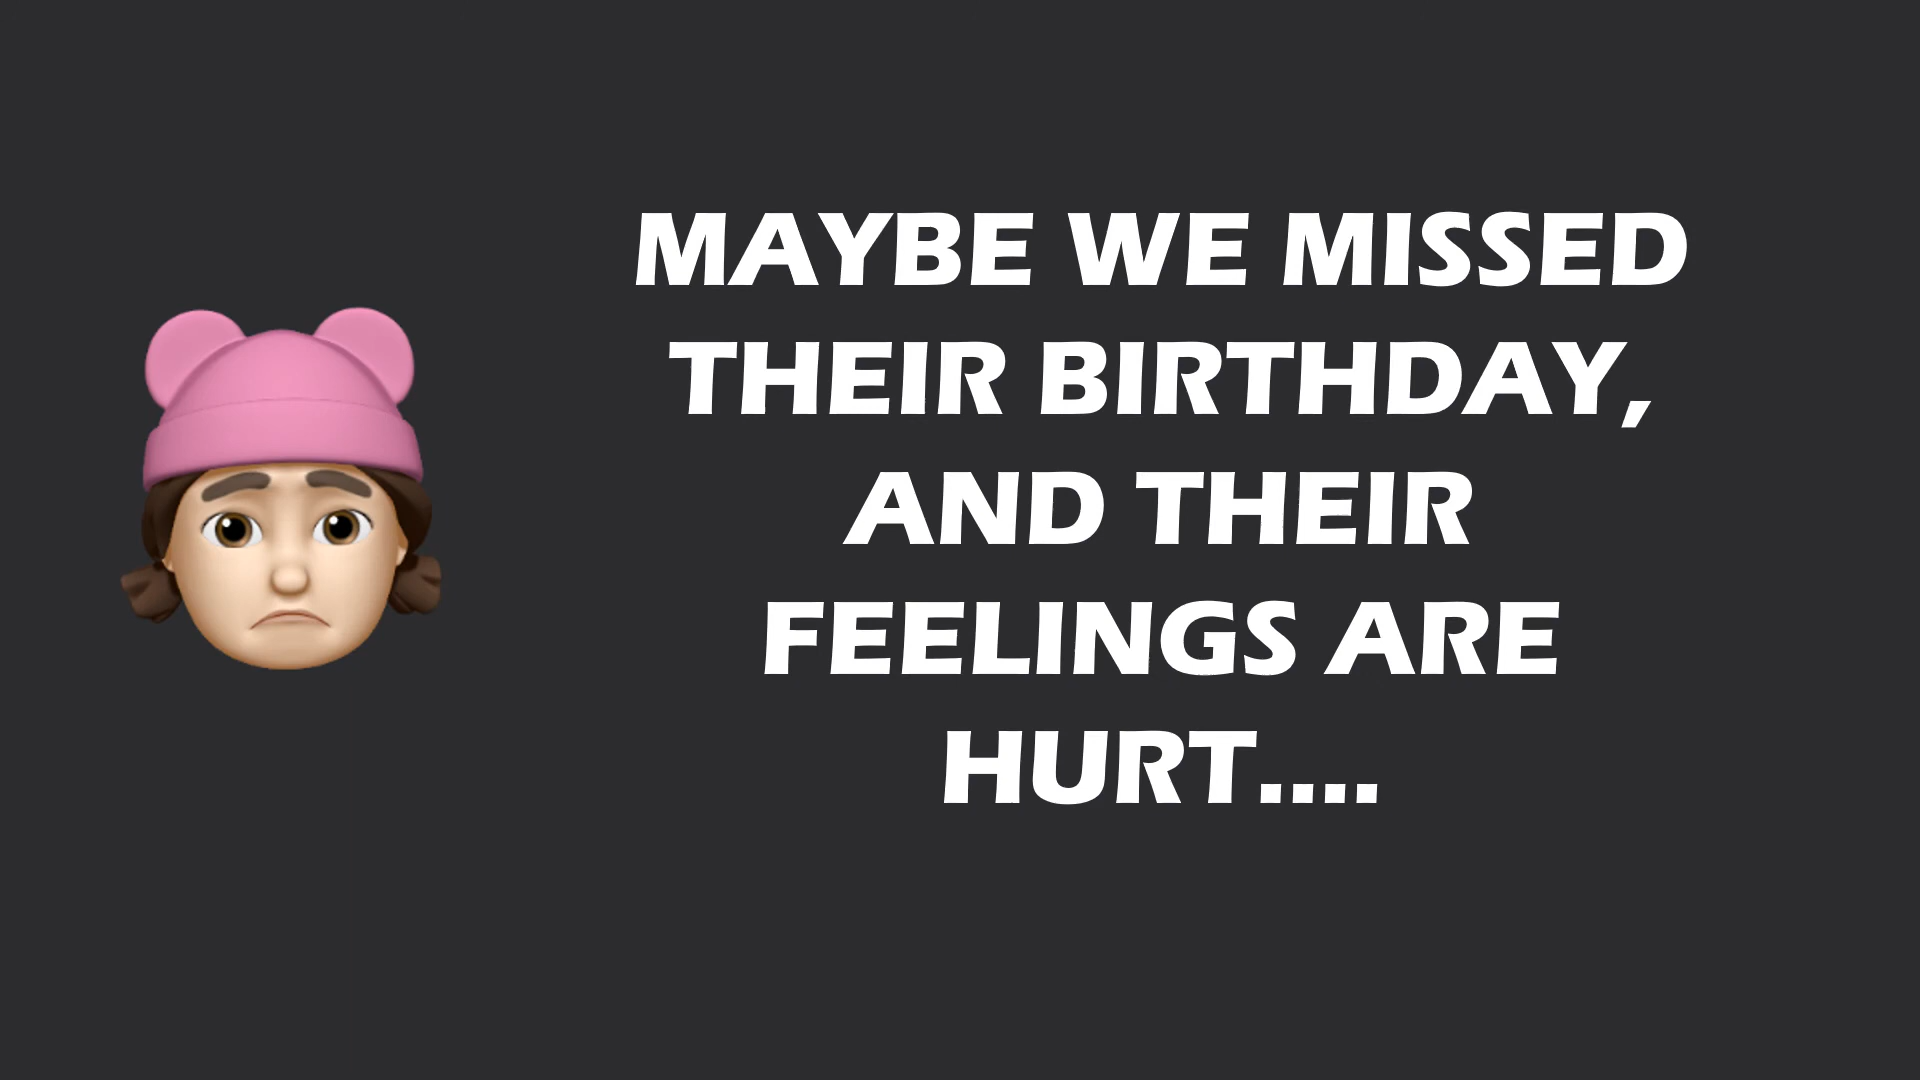 MAYBE WE MISSED
THEIR BIRTHDAY,
AND THEIR
FEELINGS ARE
HURT....